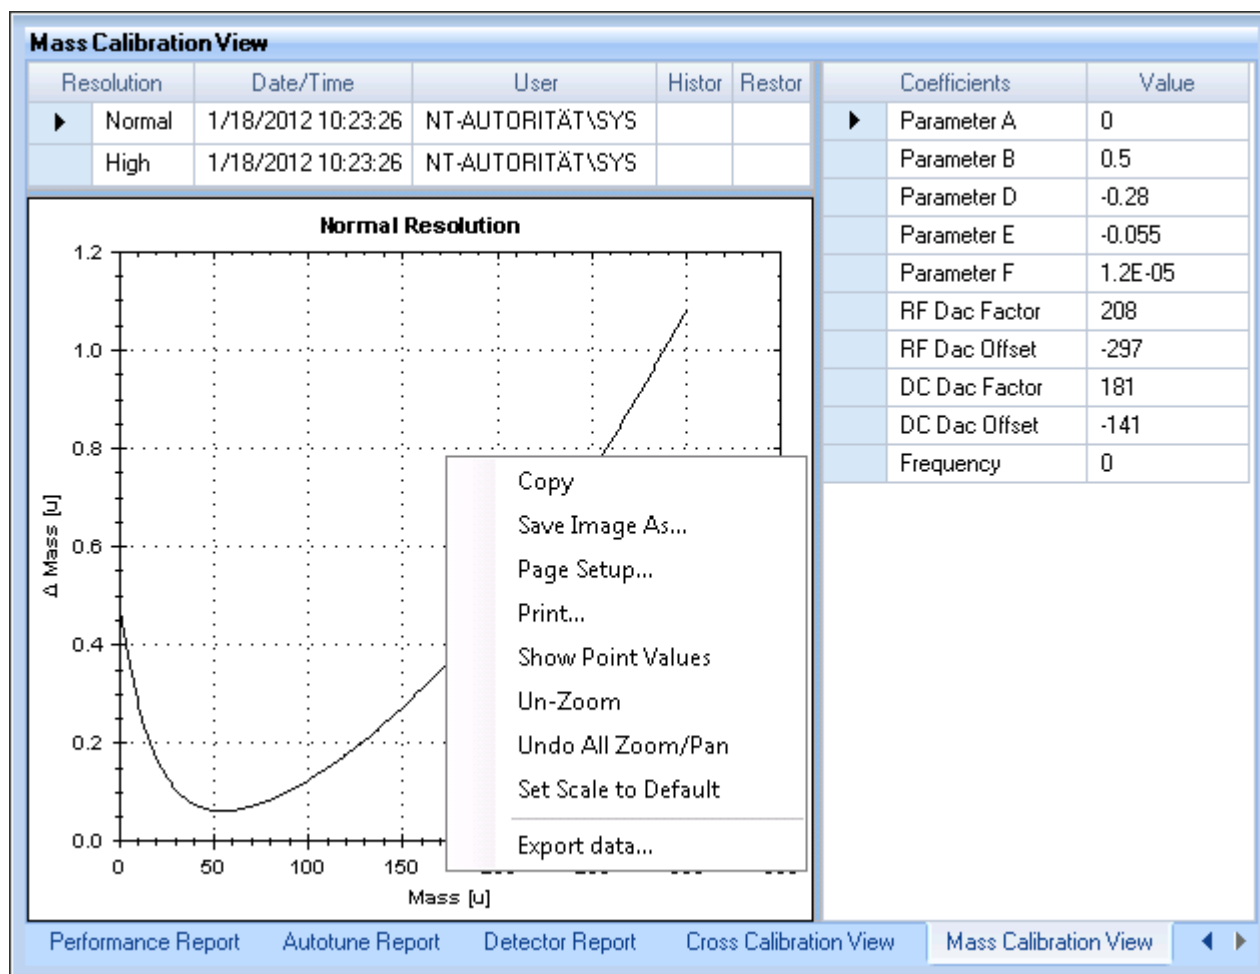 Mass Calibration View
Resolution Date/Time User Histor Restor
Normal 1/18/2012 10:23:26 NT-AUTORITÄT\SYS
High 1/18/2012 10:23:26 NT-AUTORITÄT\SYS
Normal Resolution
1.2
1.0
0.8
0.6
0.4
0.2
0.0
Δ Mass [u]
0 50 100 150
Mass [u]
Copy
Save Image As...
Page Setup...
Print...
Show Point Values
Un-Zoom
Undo All Zoom/Pan
Set Scale to Default
Export data...
Coefficients Value
Parameter A 0
Parameter B 0.5
Parameter D -0.28
Parameter E -0.055
Parameter F 1.2E-05
RF Dac Factor 208
RF Dac Offset -297
DC Dac Factor 181
DC Dac Offset -141
Frequency 0
Performance Report Autotune Report Detector Report Cross Calibration View Mass Calibration View